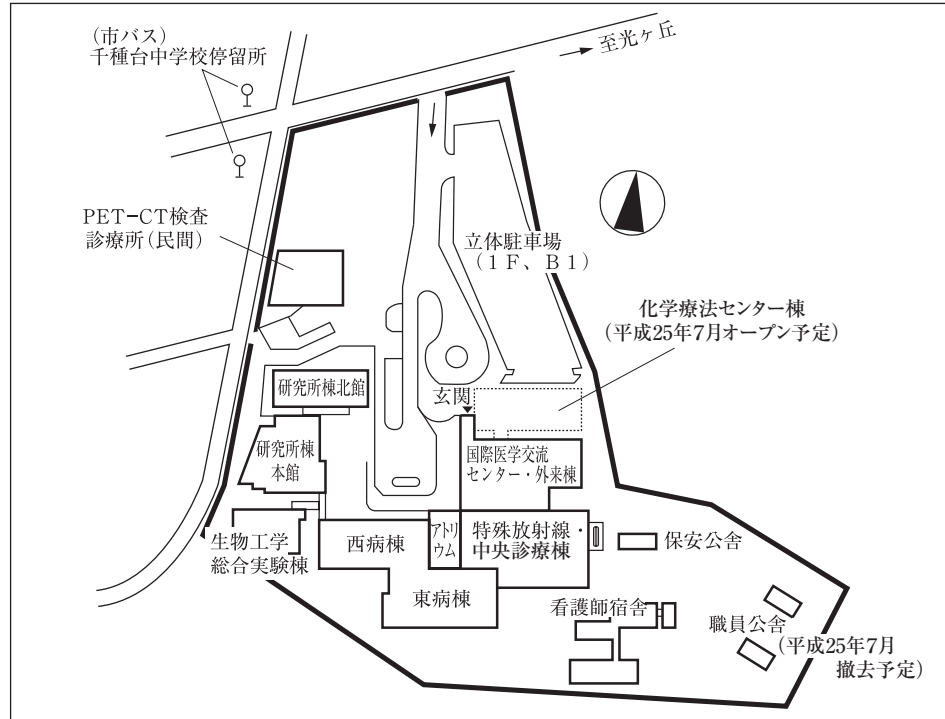 (市バス)
千種台中学校停留所
至光ヶ丘
PET-CT検査
診療所(民間)
立体駐車場
(1F、B1)
化学療法センター棟
(平成25年7月オープン予定)
研究所棟北館
玄関
研究所棟
本館
国際医学交流
センター・外来棟
生物工学
総合実験棟
西病棟
アトリ
ウム
特殊放射線・
中央診療棟
保安公舎
東病棟
看護師宿舎
職員公舎
(平成25年7月
撤去予定)